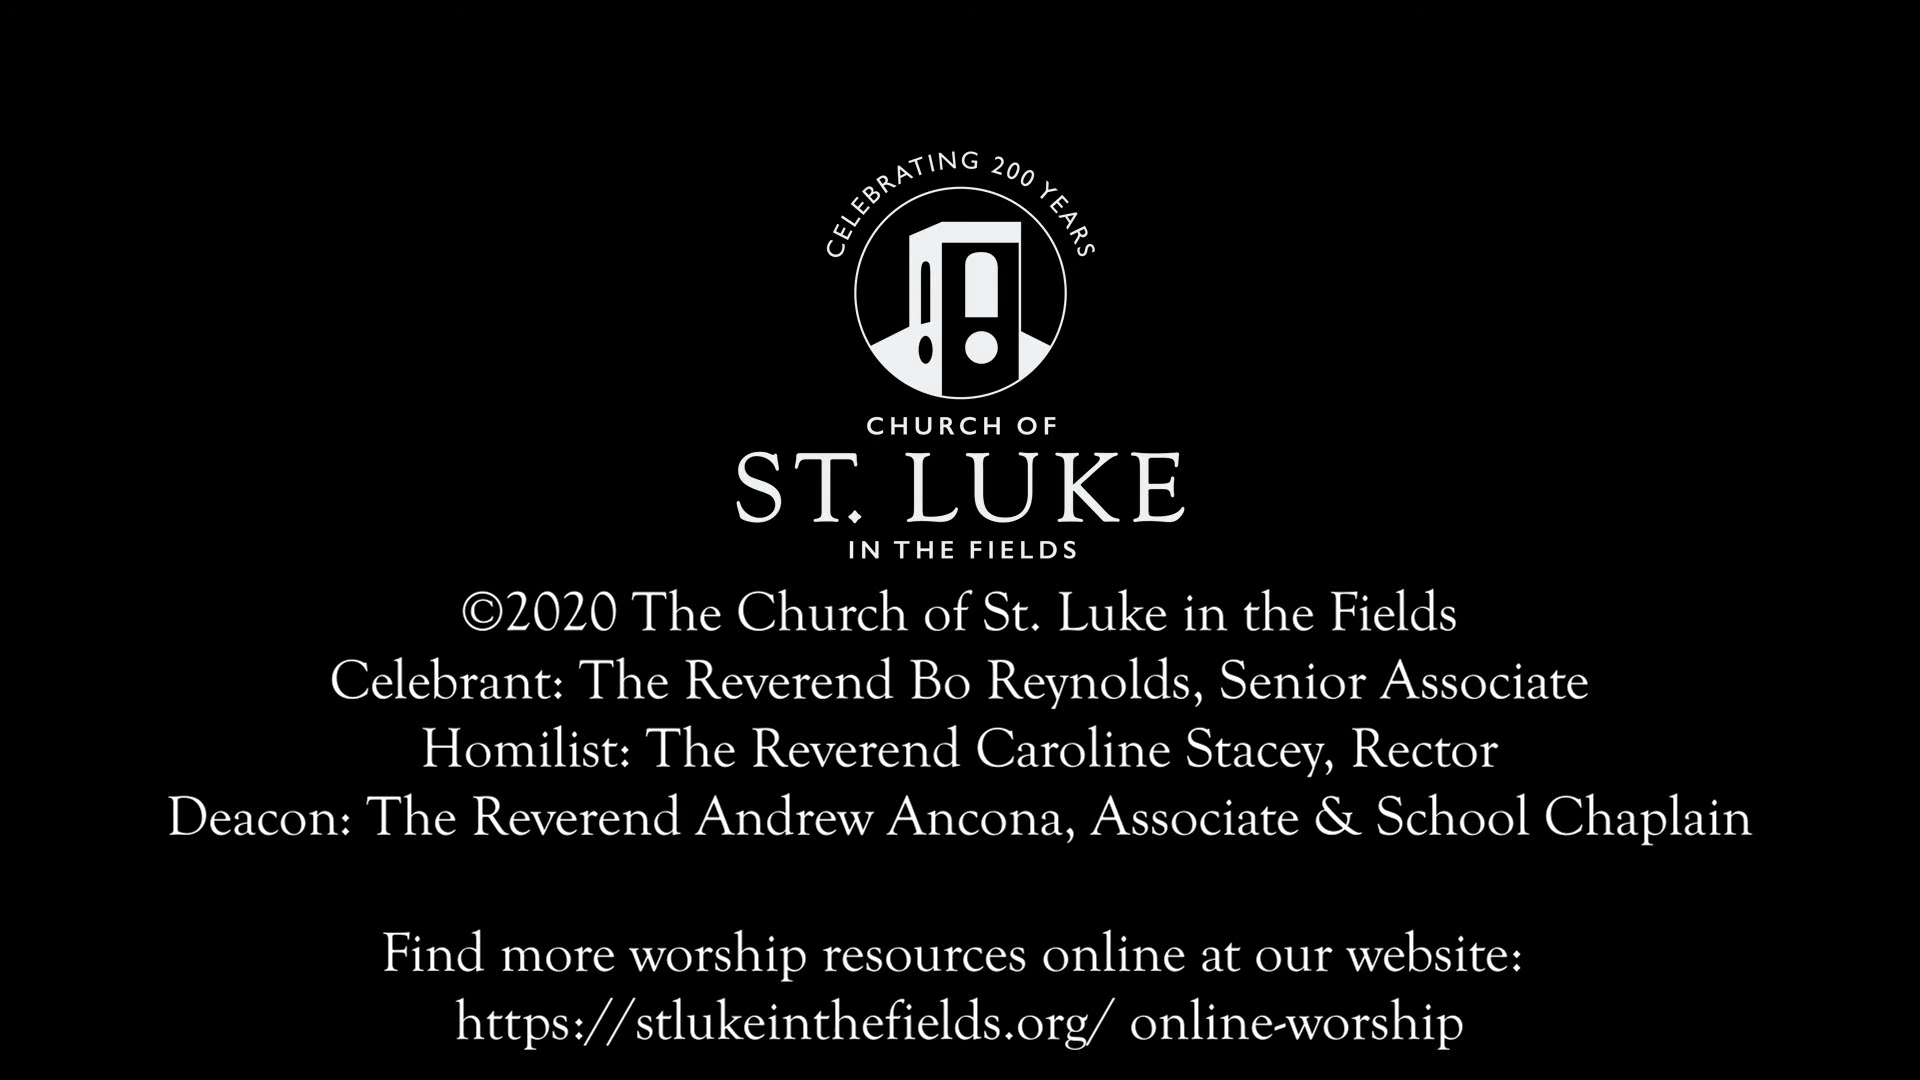 CELEBRATING 200 YEARS
CHURCH OF
ST. LUKE
IN THE FIELDS
©2020 The Church of St. Luke in the Fields
Celebrant: The Reverend Bo Reynolds, Senior Associate
Homilist: The Reverend Caroline Stacey, Rector
Deacon: The Reverend Andrew Ancona, Associate & School Chaplain
Find more worship resources online at our website:
https://stlukeinthefields.org/ online-worship